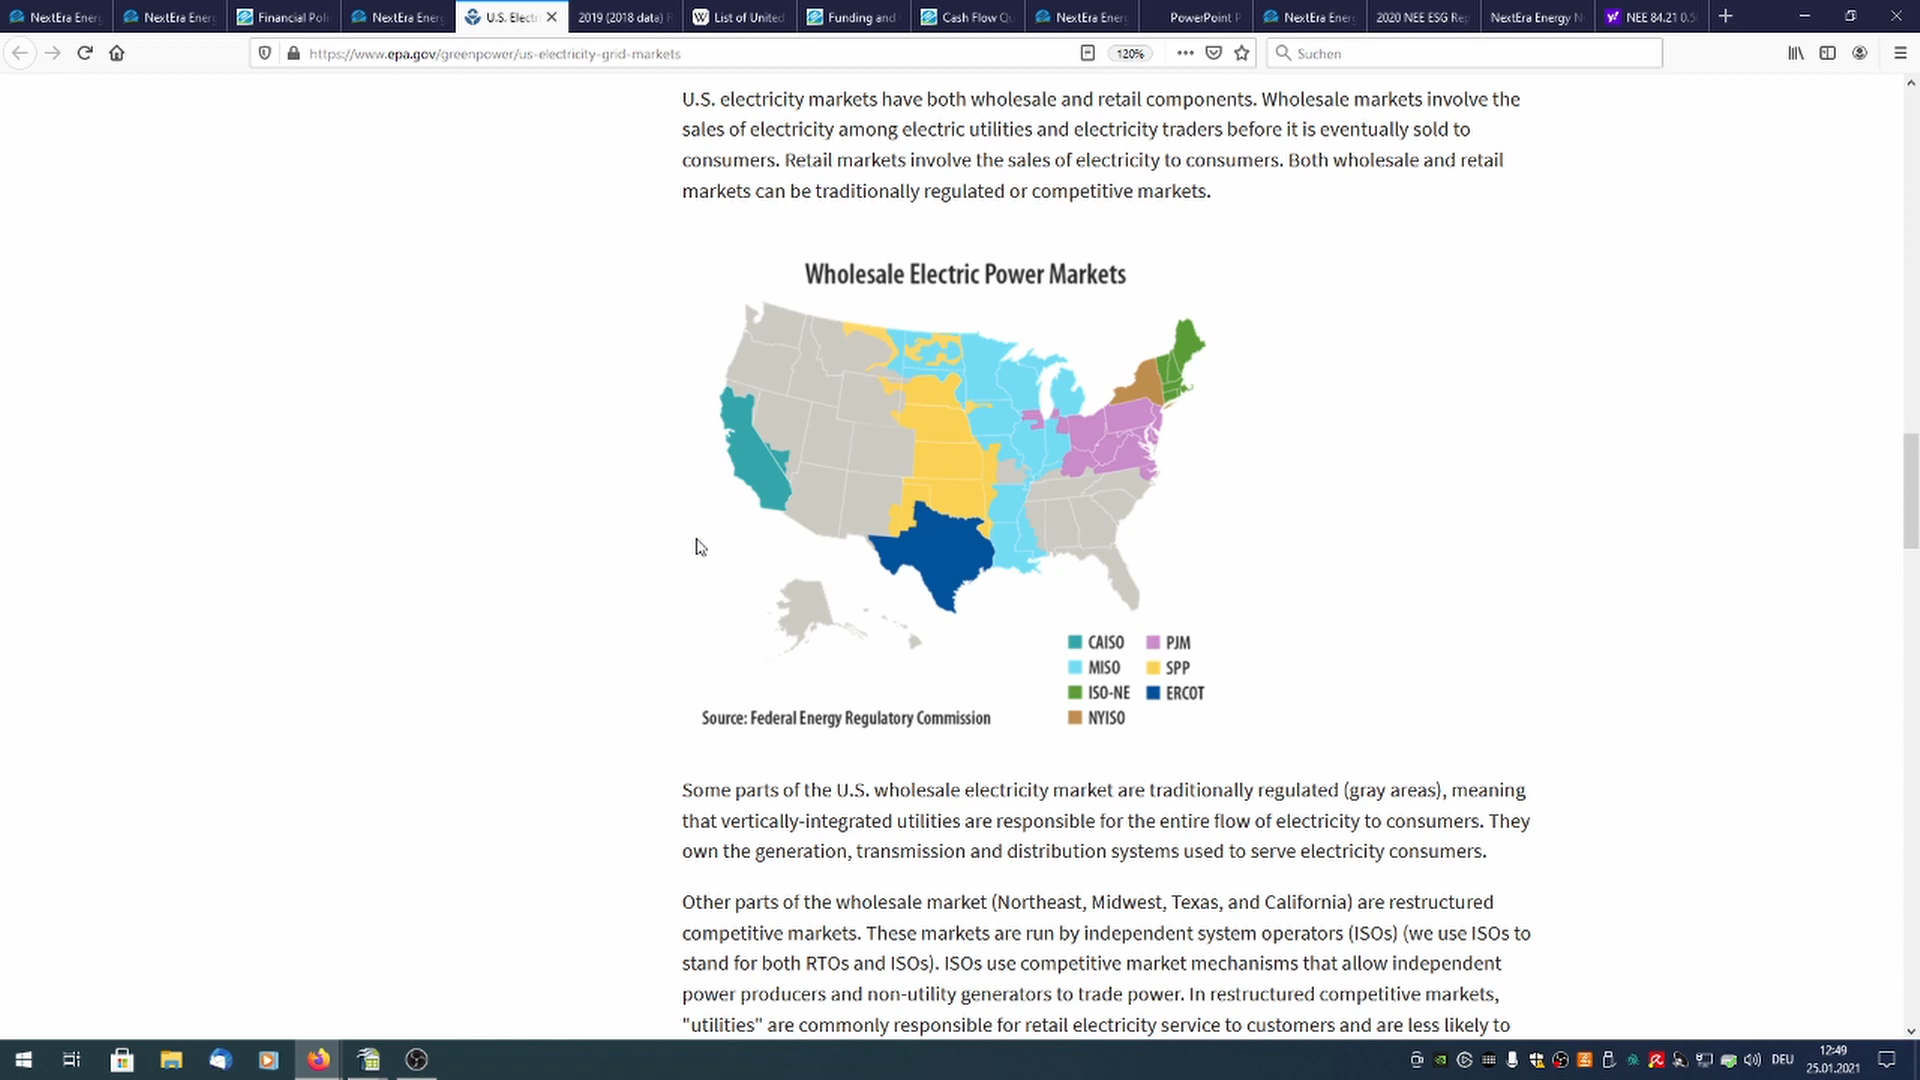 NextEra Ener
NextEra Energ
Financial Poli
NextEra Ener
U.S. Electr
2019 (2018 data) F
List of United
Funding and
Cash Flow Q
NextEra Ener
PowerPoint P
NextEra Ener
2020 NEE ESG Re
NextEra Energy N
NEE 84.21 0.5
https://www.epa.gov/greenpower/us-electricity-grid-markets
120%
Suchen
U.S. electricity markets have both wholesale and retail components. Wholesale markets involve the
sales of electricity among electric utilities and electricity traders before it is eventually sold to
consumers. Retail markets involve the sales of electricity to consumers. Both wholesale and retail
markets can be traditionally regulated or competitive markets.
Wholesale Electric Power Markets
CAISO
PJM
MISO
SPP
ISO-NE
ERCOT
NYISO
Source: Federal Energy Regulatory Commission
Some parts of the U.S. wholesale electricity market are traditionally regulated (gray areas), meaning
that vertically-integrated utilities are responsible for the entire flow of electricity to consumers. They
own the generation, transmission and distribution systems used to serve electricity consumers.
Other parts of the wholesale market (Northeast, Midwest, Texas, and California) are restructured
competitive markets. These markets are run by independent system operators (ISOs) (we use ISOs to
stand for both RTOs and ISOs). ISOs use competitive market mechanisms that allow independent
power producers and non-utility generators to trade power. In restructured competitive markets,
"utilities" are commonly responsible for retail electricity service to customers and are less likely to
DEU
12:49
25.01.2021